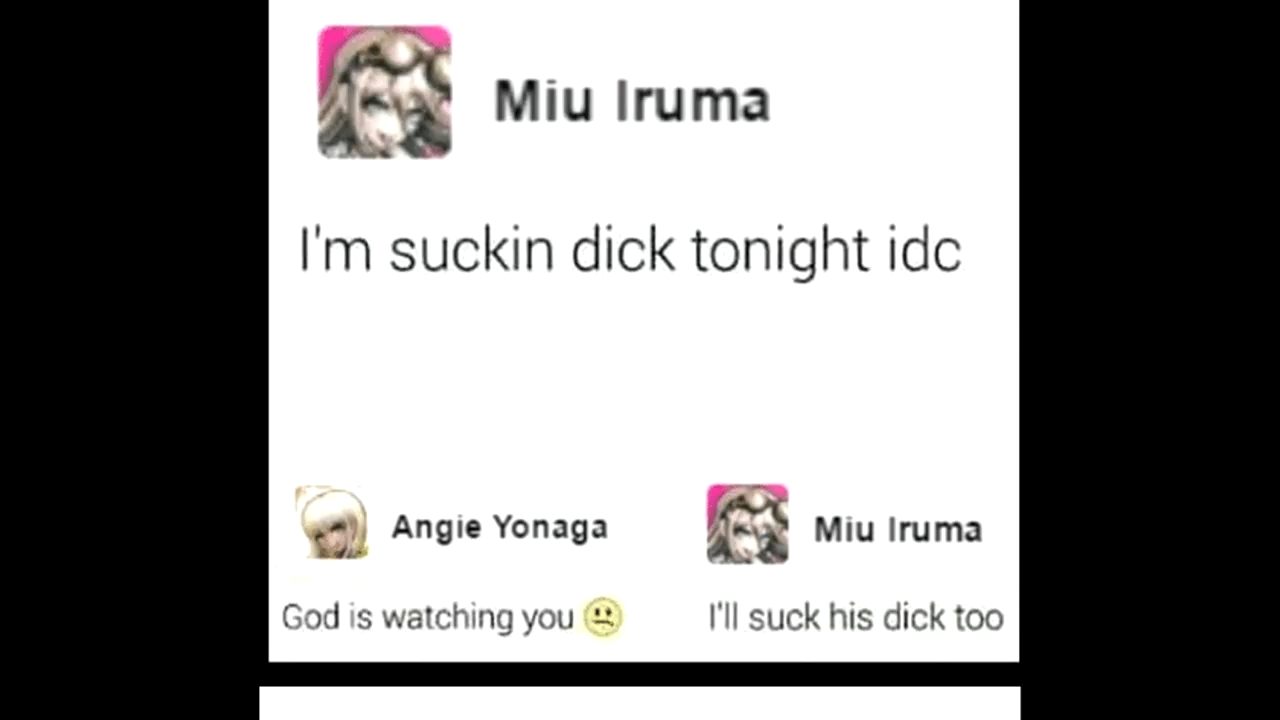 Miu Iruma
I'm suckin dick tonight idc
Angie Yonaga
God is watching you 😕
Miu Iruma
I'll suck his dick too